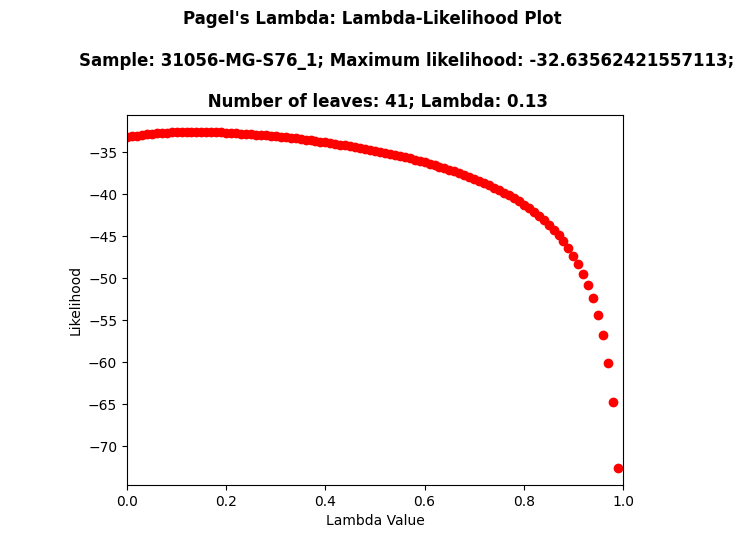 Pagel's Lambda: Lambda-Likelihood Plot
Sample: 31056-MG-S76_1; Maximum likelihood: -32.63562421557113;
Number of leaves: 41; Lambda: 0.13
−35
−40
−45
−50
−55
−60
−65
−70
Likelihood
0.0 0.2 0.4 0.6 0.8 1.0
Lambda Value